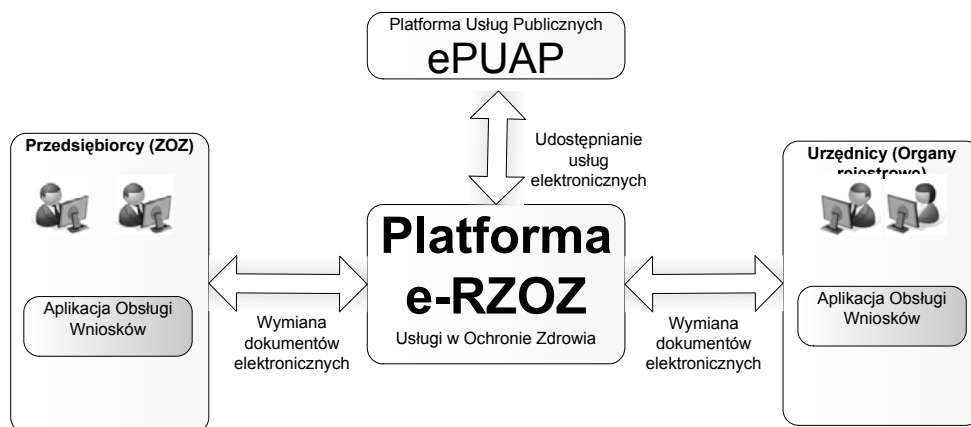 Platforma Usług Publicznych
ePUAP
Udostępnianie
usług
elektronicznych
Przedsiębiorcy (ZOZ)
Aplikacja Obsługi
Wniosków
Wymiana
dokumentów
elektronicznych
Platforma
e-RZOZ
Usługi w Ochronie Zdrowia
Wymiana
dokumentów
elektronicznych
Urzędnicy (Organy
rejestrowe)
Aplikacja Obsługi
Wniosków